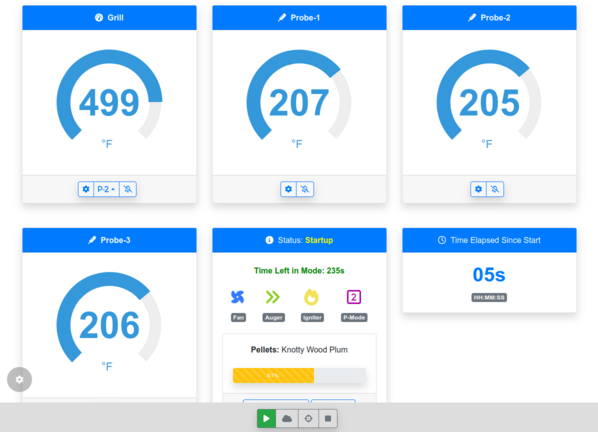 Grill
499
°F
P-2
Probe-1
207
°F
Probe-2
205
°F
Probe-3
206
°F
Status: Startup
Time Left in Mode: 235s
Fan
Auger
Igniter
2
P-Mode
Pellets: Knotty Wood Plum
Time Elapsed Since Start
05s
HH:MM:SS